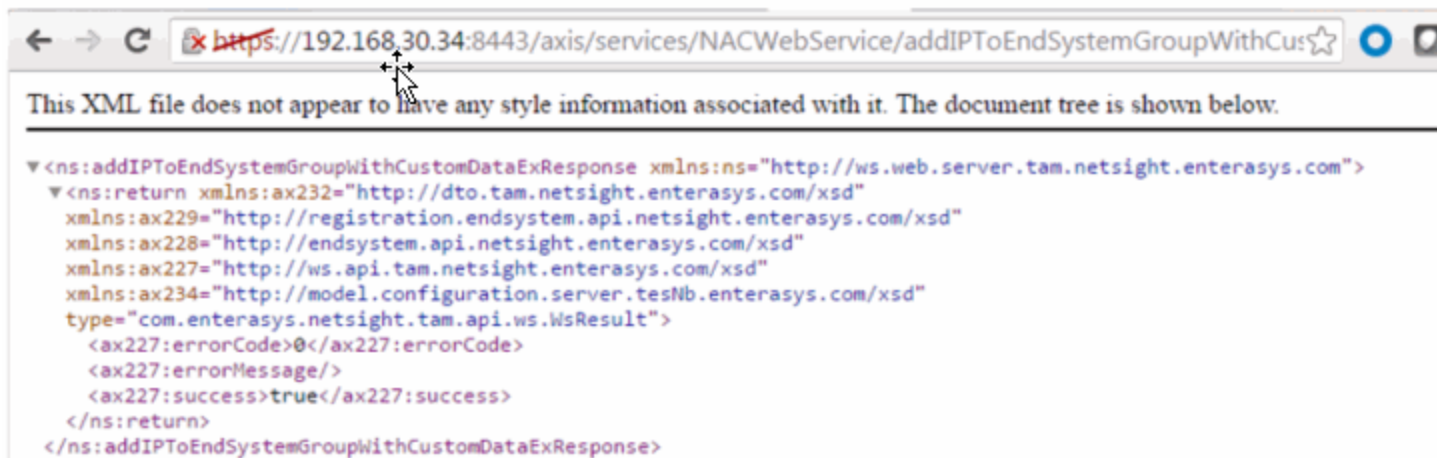 https://192.168.30.34:8443/axis/services/NACWebService/addIPToEndSystemGroupWithCus
This XML file does not appear to have any style information associated with it. The document tree is shown below.
▼<ns:addIPToEndSystemGroupWithCustomDataExResponse xmlns:ns="http://ws.web.server.tam.netsight.enterasys.com">
▼<ns:return xmlns:ax232="http://dto.tam.netsight.enterasys.com/xsd"
xmlns:ax229="http://registration.endsystem.api.netsight.enterasys.com/xsd"
xmlns:ax228="http://endsystem.api.netsight.enterasys.com/xsd"
xmlns:ax227="http://ws.api.tam.netsight.enterasys.com/xsd"
xmlns:ax234="http://model.configuration.server.tesNb.enterasys.com/xsd"
type="com.enterasys.netsight.tam.api.ws.WsResult">
<ax227:errorCode>0</ax227:errorCode>
<ax227:errorMessage/>
<ax227:success>true</ax227:success>
</ns:return>
</ns:addIPToEndSystemGroupWithCustomDataExResponse>